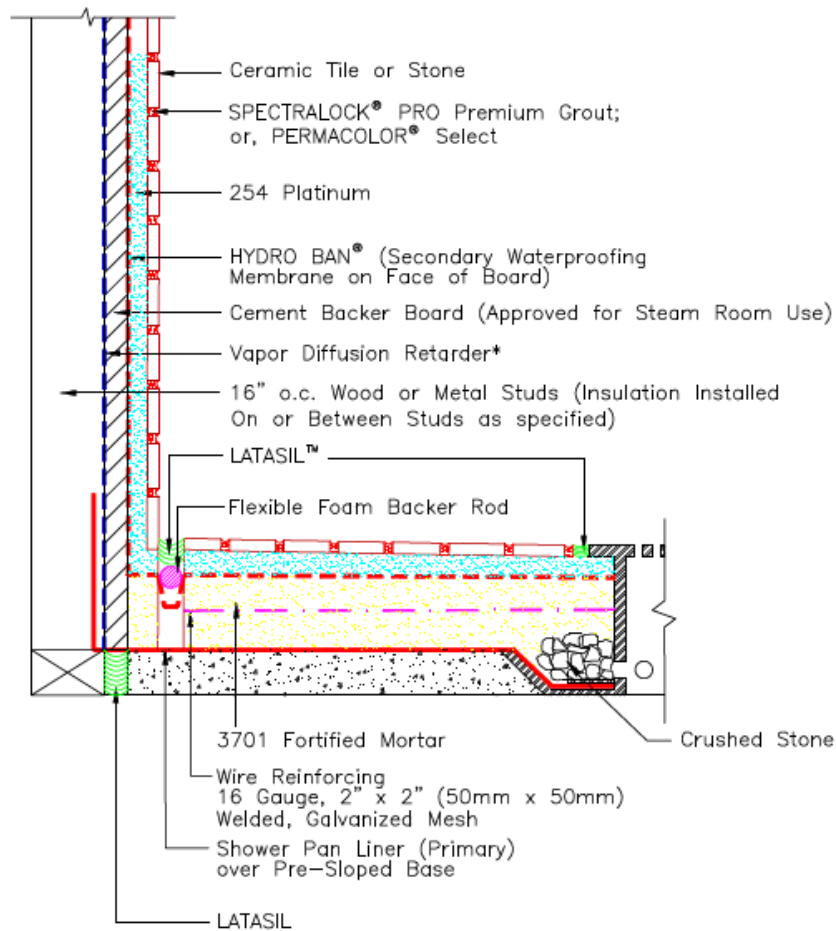 Ceramic Tile or Stone
SPECTRALOCK® PRO Premium Grout;
or, PERMACOLOR® Select
254 Platinum
HYDRO BAN® (Secondary Waterproofing
Membrane on Face of Board)
Cement Backer Board (Approved for Steam Room Use)
Vapor Diffusion Retarder*
16" o.c. Wood or Metal Studs (Insulation Installed
On or Between Studs as specified)
LATASIL™
Flexible Foam Backer Rod
3701 Fortified Mortar
Crushed Stone
Wire Reinforcing
16 Gauge, 2" x 2" (50mm x 50mm)
Welded, Galvanized Mesh
Shower Pan Liner (Primary)
over Pre-Sloped Base
LATASIL